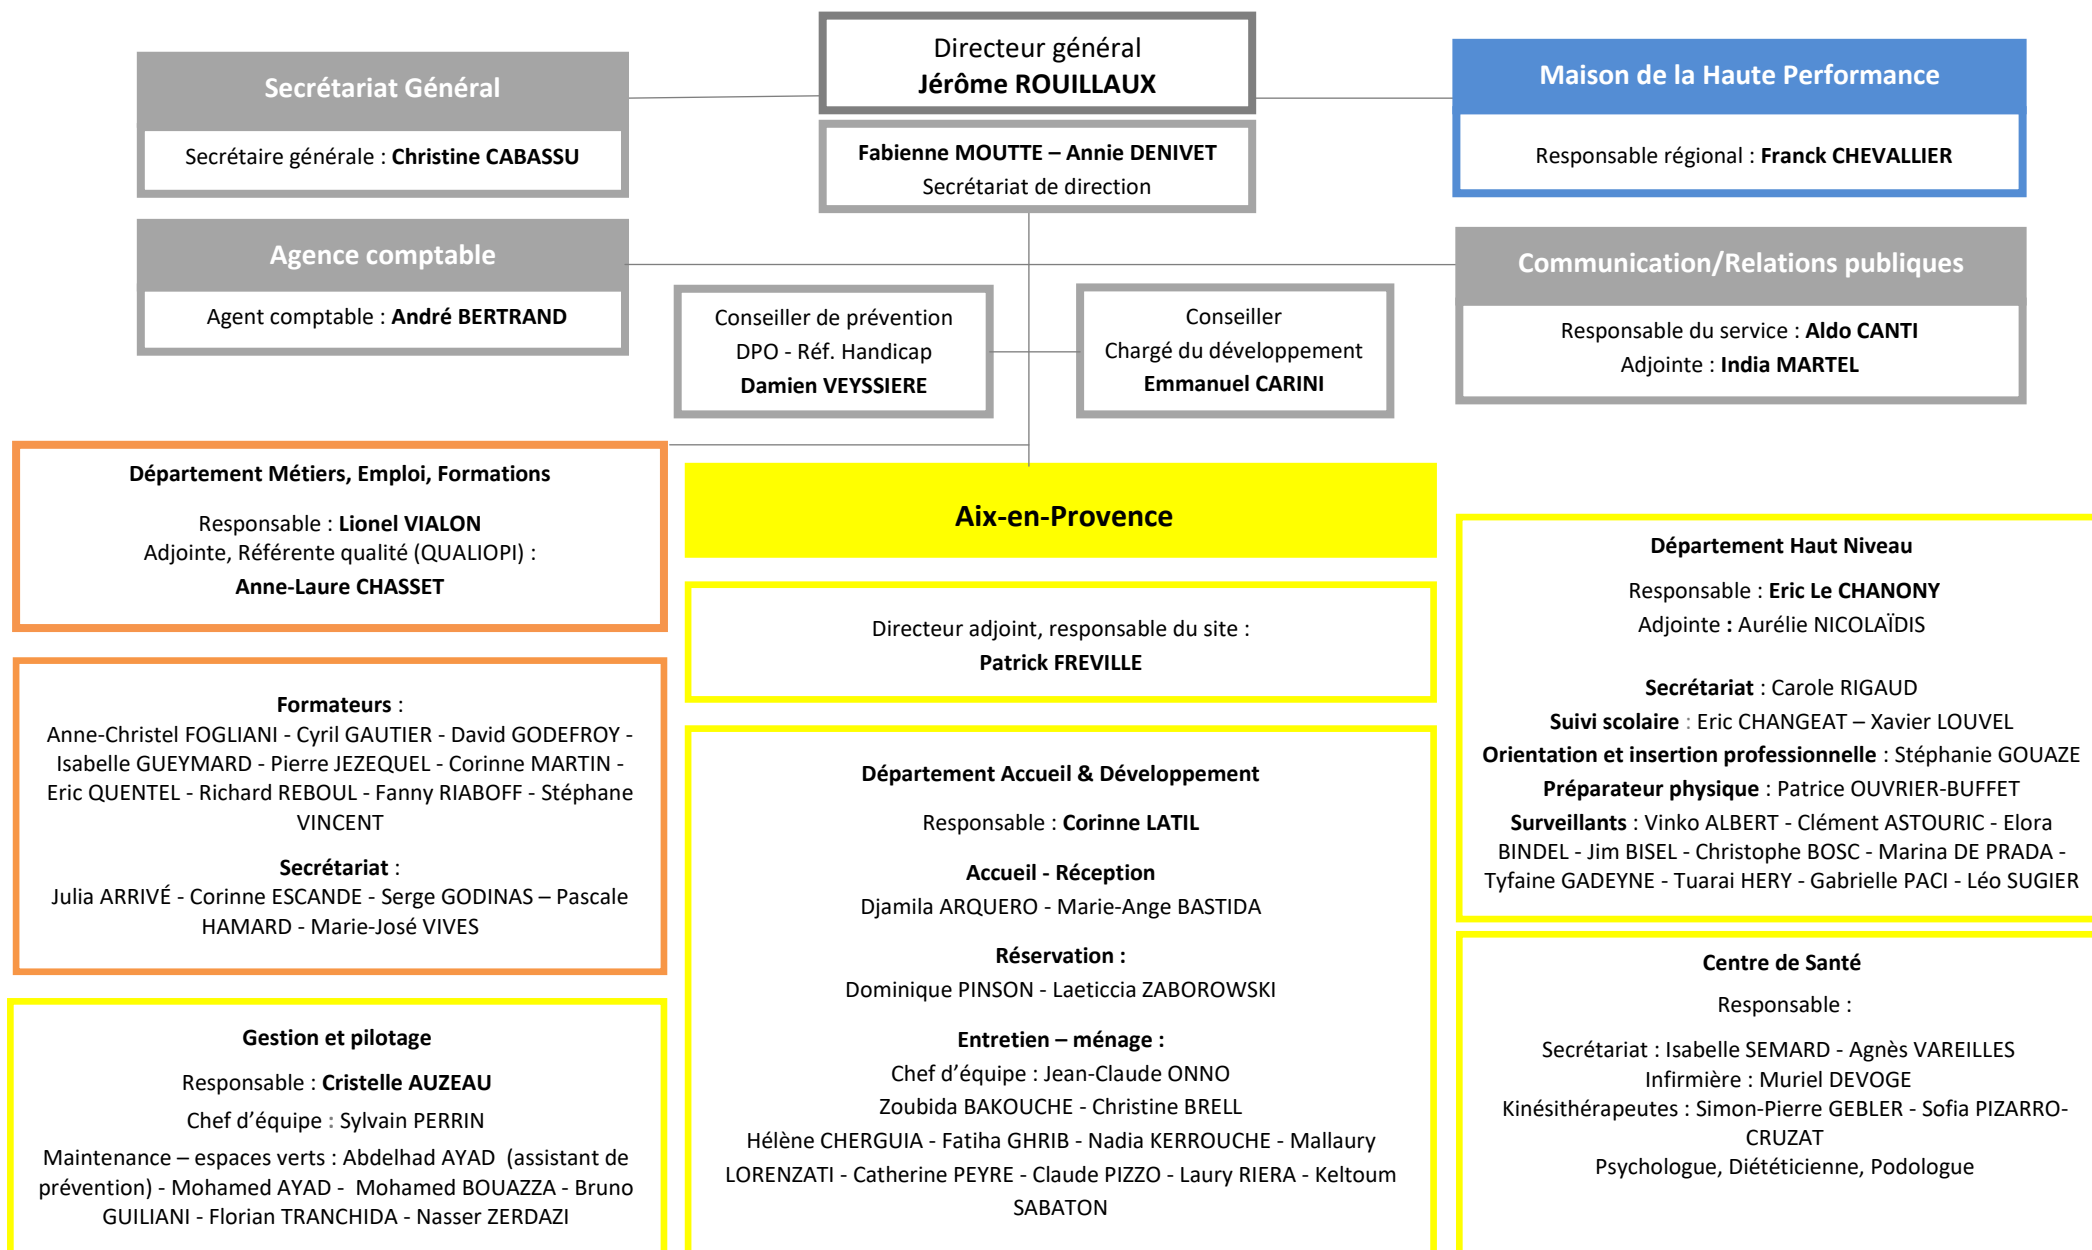 Directeur général
Jérôme ROUILLAUX
Fabienne MOUTTE – Annie DENIVET
Secrétariat de direction
Secrétariat Général
Secrétaire générale : Christine CABASSU
Maison de la Haute Performance
Responsable régional : Franck CHEVALLIER
Agence comptable
Agent comptable : André BERTRAND
Communication/Relations publiques
Responsable du service : Aldo CANTI
Adjointe : India MARTEL
Conseiller de prévention
DPO - Réf. Handicap
Damien VEYSSIERE
Conseiller
Chargé du développement
Emmanuel CARINI
Département Métiers, Emploi, Formations
Responsable : Lionel VIALON
Adjointe, Référente qualité (QUALIOPI) :
Anne-Laure CHASSET
Formateurs :
Anne-Christel FOGLIANI - Cyril GAUTIER - David GODEFROY -
Isabelle GUEYMARD - Pierre JEZEQUEL - Corinne MARTIN -
Eric QUENTEL - Richard REBOUL - Fanny RIABOFF - Stéphane
VINCENT
Secrétariat :
Julia ARRIVÉ - Corinne ESCANDE - Serge GODINAS – Pascale
HAMARD - Marie-José VIVES
Gestion et pilotage
Responsable : Cristelle AUZEAU
Chef d’équipe : Sylvain PERRIN
Maintenance – espaces verts : Abdelhad AYAD (assistant de
prévention) - Mohamed AYAD - Mohamed BOUAZZA - Bruno
GUILIANI - Florian TRANCHIDA - Nasser ZERDAZI
Aix-en-Provence
Directeur adjoint, responsable du site :
Patrick FREVILLE
Département Accueil & Développement
Responsable : Corinne LATIL
Accueil - Réception
Djamila ARQUERO - Marie-Ange BASTIDA
Réservation :
Dominique PINSON - Laeticcia ZABOROWSKI
Entretien – ménage :
Chef d’équipe : Jean-Claude ONNO
Zoubida BAKOUCHE - Christine BRELL
Hélène CHERGUIA - Fatiha GHRIB - Nadia KERROUCHE - Mallaury
LORENZATI - Catherine PEYRE - Claude PIZZO - Laury RIERA - Keltoum
SABATON
Département Haut Niveau
Responsable : Eric Le CHANONY
Adjointe : Aurélie NICOLAÏDIS
Secrétariat : Carole RIGAUD
Suivi scolaire : Eric CHANGEAT – Xavier LOUVEL
Orientation et insertion professionnelle : Stéphanie GOUAZE
Préparateur physique : Patrice OUVRIER-BUFFET
Surveillants : Vinko ALBERT - Clément ASTOURIC - Elora
BINDEL - Jim BISEL - Christophe BOSC - Marina DE PRADA -
Tyfaine GADEYNE - Tuarai HERY - Gabrielle PACI - Léo SUGIER
Centre de Santé
Responsable :
Secrétariat : Isabelle SEMARD - Agnès VAREILLES
Infirmière : Muriel DEVOGE
Kinésithérapeutes : Simon-Pierre GEBLER - Sofia PIZARRO-
CRUZAT
Psychologue, Diététicienne, Podologue